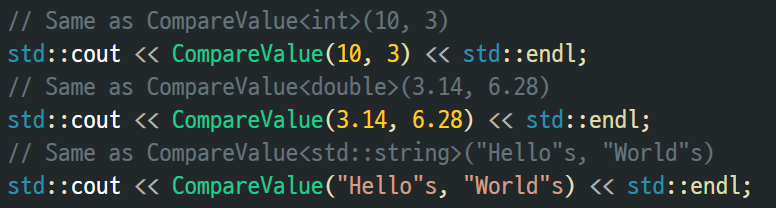 // Same as CompareValue<int>(10, 3)
std::cout << CompareValue(10, 3) << std::endl;
// Same as CompareValue<double>(3.14, 6.28)
std::cout << CompareValue(3.14, 6.28) << std::endl;
// Same as CompareValue<std::string>("Hello"s, "World"s)
std::cout << CompareValue("Hello"s, "World"s) << std::endl;